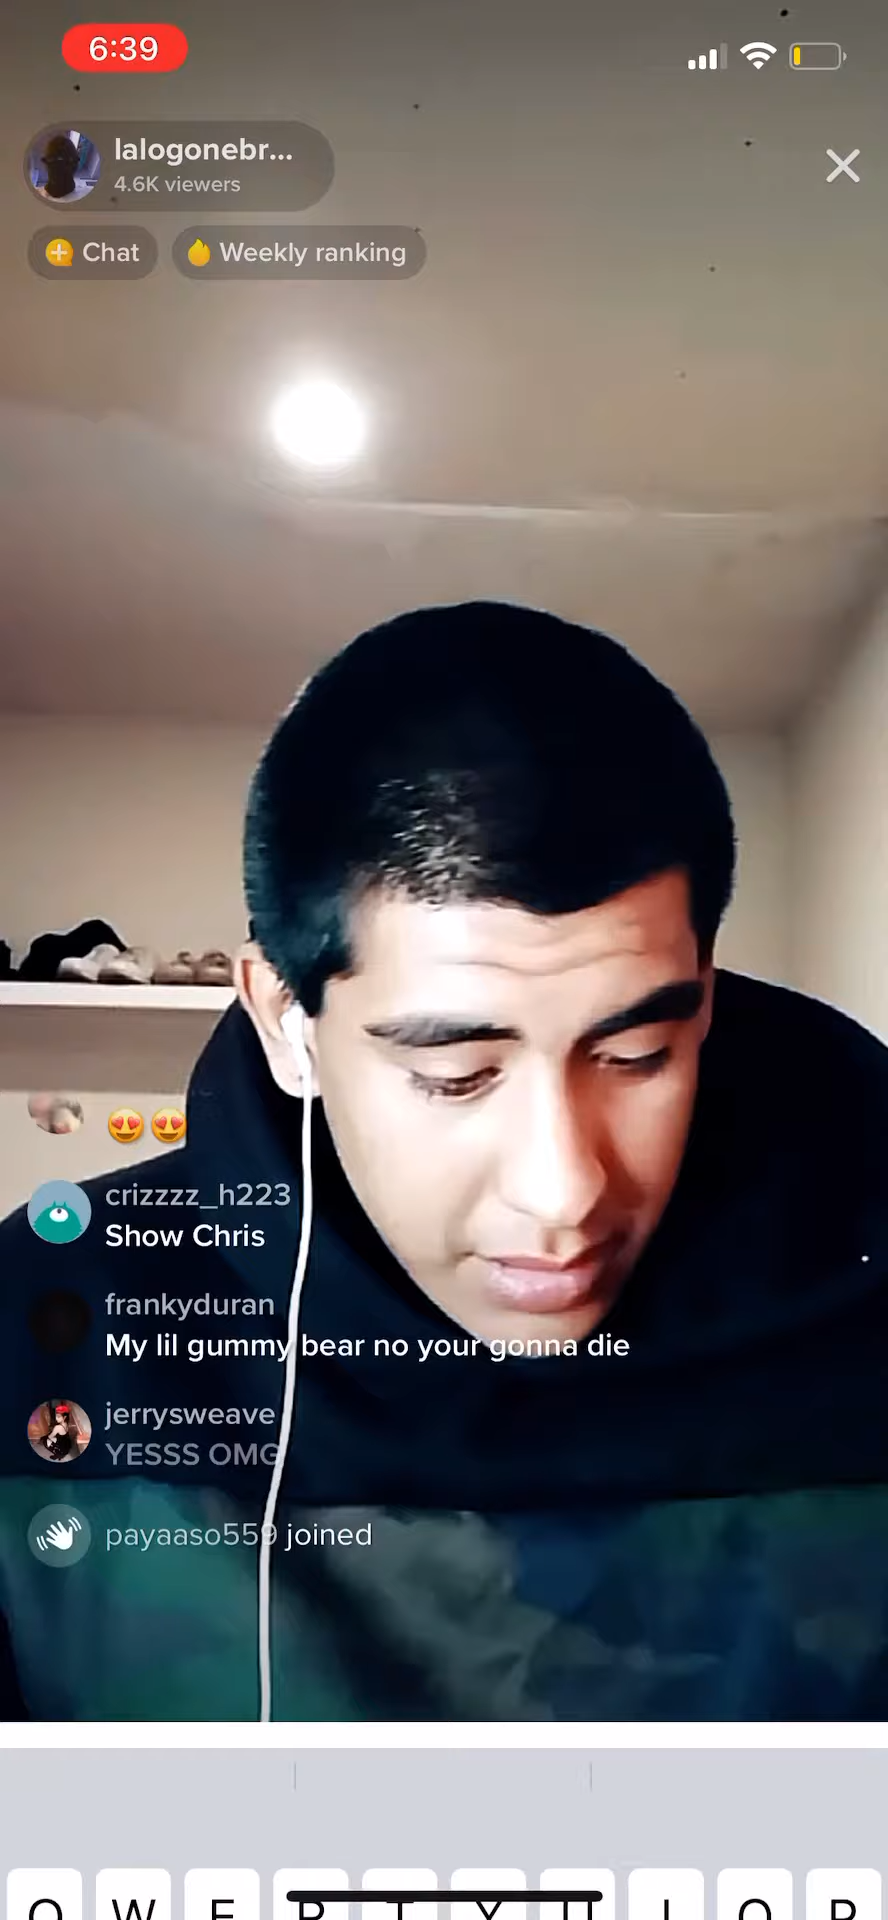 6:39
lalogonebr...
4.6K viewers
Chat
Weekly ranking
😍😍
crizzzz_h223
Show Chris
frankyduran
My lil gummy bear no your gonna die
jerrysweave
YESSS OMG
payaaso559 joined
Q W E R T Y U I O P